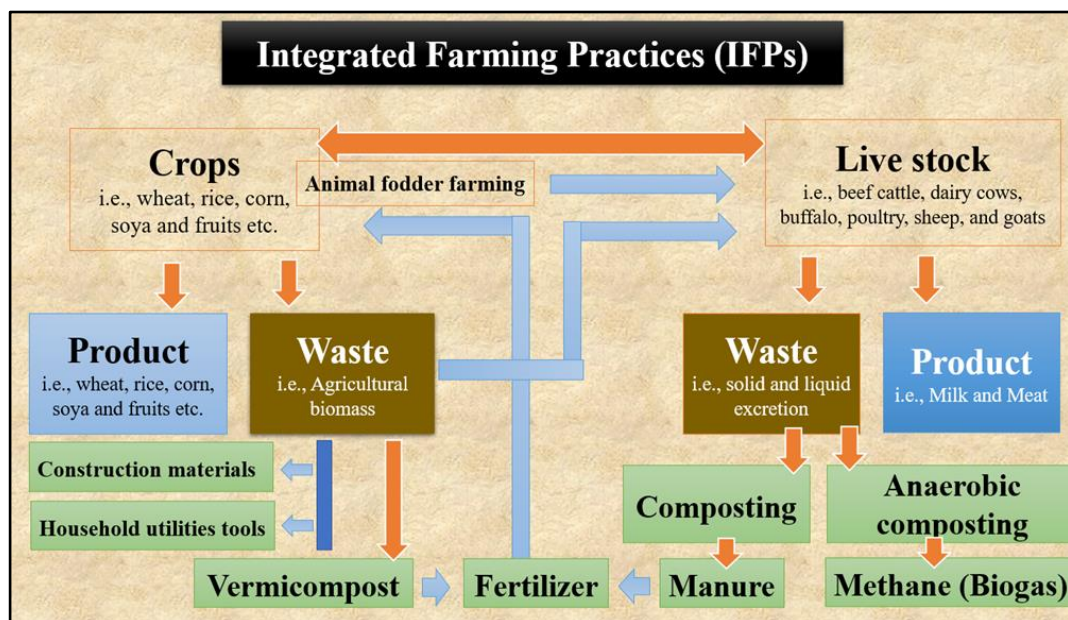 Integrated Farming Practices (IFPs)
Crops
i.e., wheat, rice, corn,
soya and fruits etc.
Animal fodder farming
Live stock
i.e., beef cattle, dairy cows,
buffalo, poultry, sheep, and goats
Product
i.e., wheat, rice, corn,
soya and fruits etc.
Waste
i.e., Agricultural
biomass
Waste
i.e., solid and liquid
excretion
Product
i.e., Milk and Meat
Construction materials
Household utilities tools
Composting
Anaerobic
composting
Vermicompost
Fertilizer
Manure
Methane (Biogas)